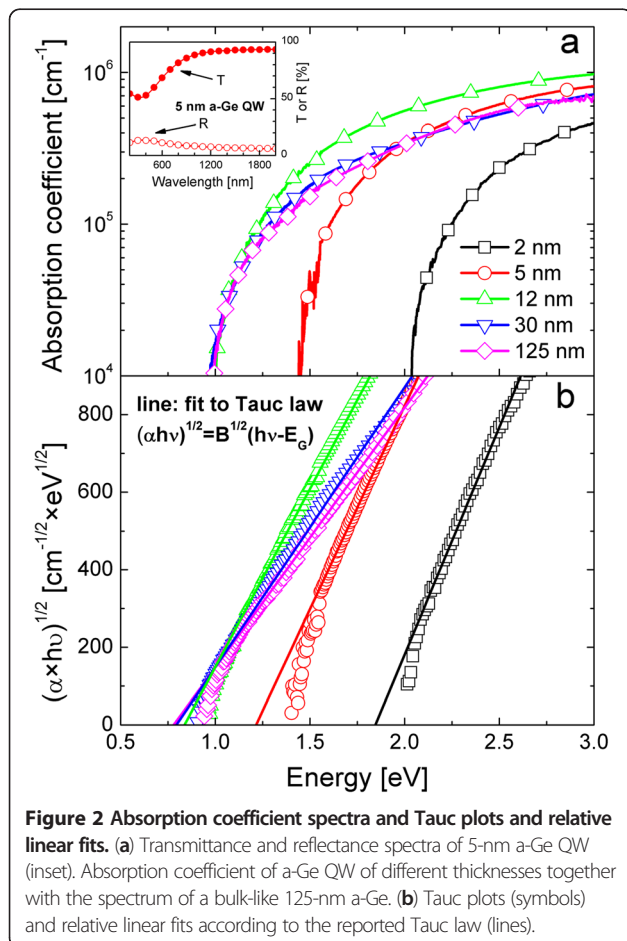 a
Absorption coefficient [cm⁻¹]
10⁶
10⁵
10⁴
100
50
0
T or R [%]
T
5 nm a-Ge QW
R
600 1200 1800
Wavelength [nm]
2 nm
5 nm
12 nm
30 nm
125 nm
b
line: fit to Tauc law
(αhν)^1/2=B^1/2(hν-E_G)
(α×hυ)^1/2 [cm^-1/2×eV^1/2]
800
600
400
200
0
0.5 1.0 1.5 2.0 2.5 3.0
Energy [eV]
Figure 2 Absorption coefficient spectra and Tauc plots and relative
linear fits. (a) Transmittance and reflectance spectra of 5-nm a-Ge QW
(inset). Absorption coefficient of a-Ge QW of different thicknesses together
with the spectrum of a bulk-like 125-nm a-Ge. (b) Tauc plots (symbols)
and relative linear fits according to the reported Tauc law (lines).